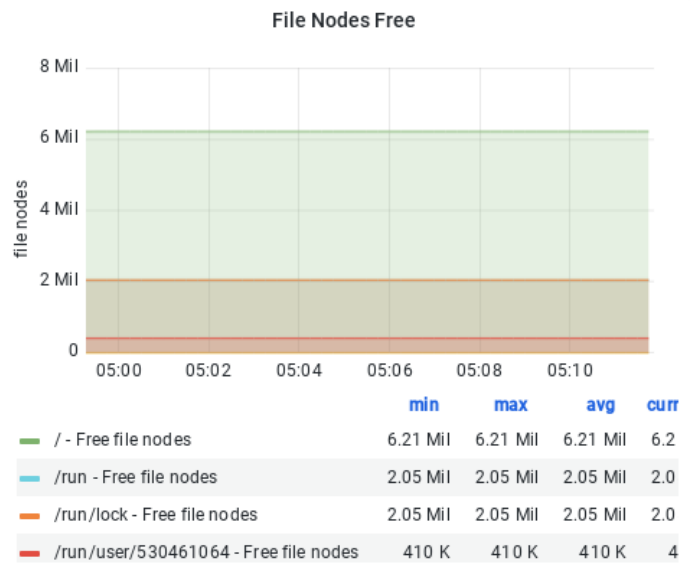 File Nodes Free
8 Mil
6 Mil
4 Mil
2 Mil
0
file nodes
05:00 05:02 05:04 05:06 05:08 05:10
min max avg curr
/ - Free file nodes 6.21 Mil 6.21 Mil 6.21 Mil 6.2
/run - Free file nodes 2.05 Mil 2.05 Mil 2.05 Mil 2.0
/run/lock - Free file nodes 2.05 Mil 2.05 Mil 2.05 Mil 2.0
/run/user/530461064 - Free file nodes 410 K 410 K 410 K 4